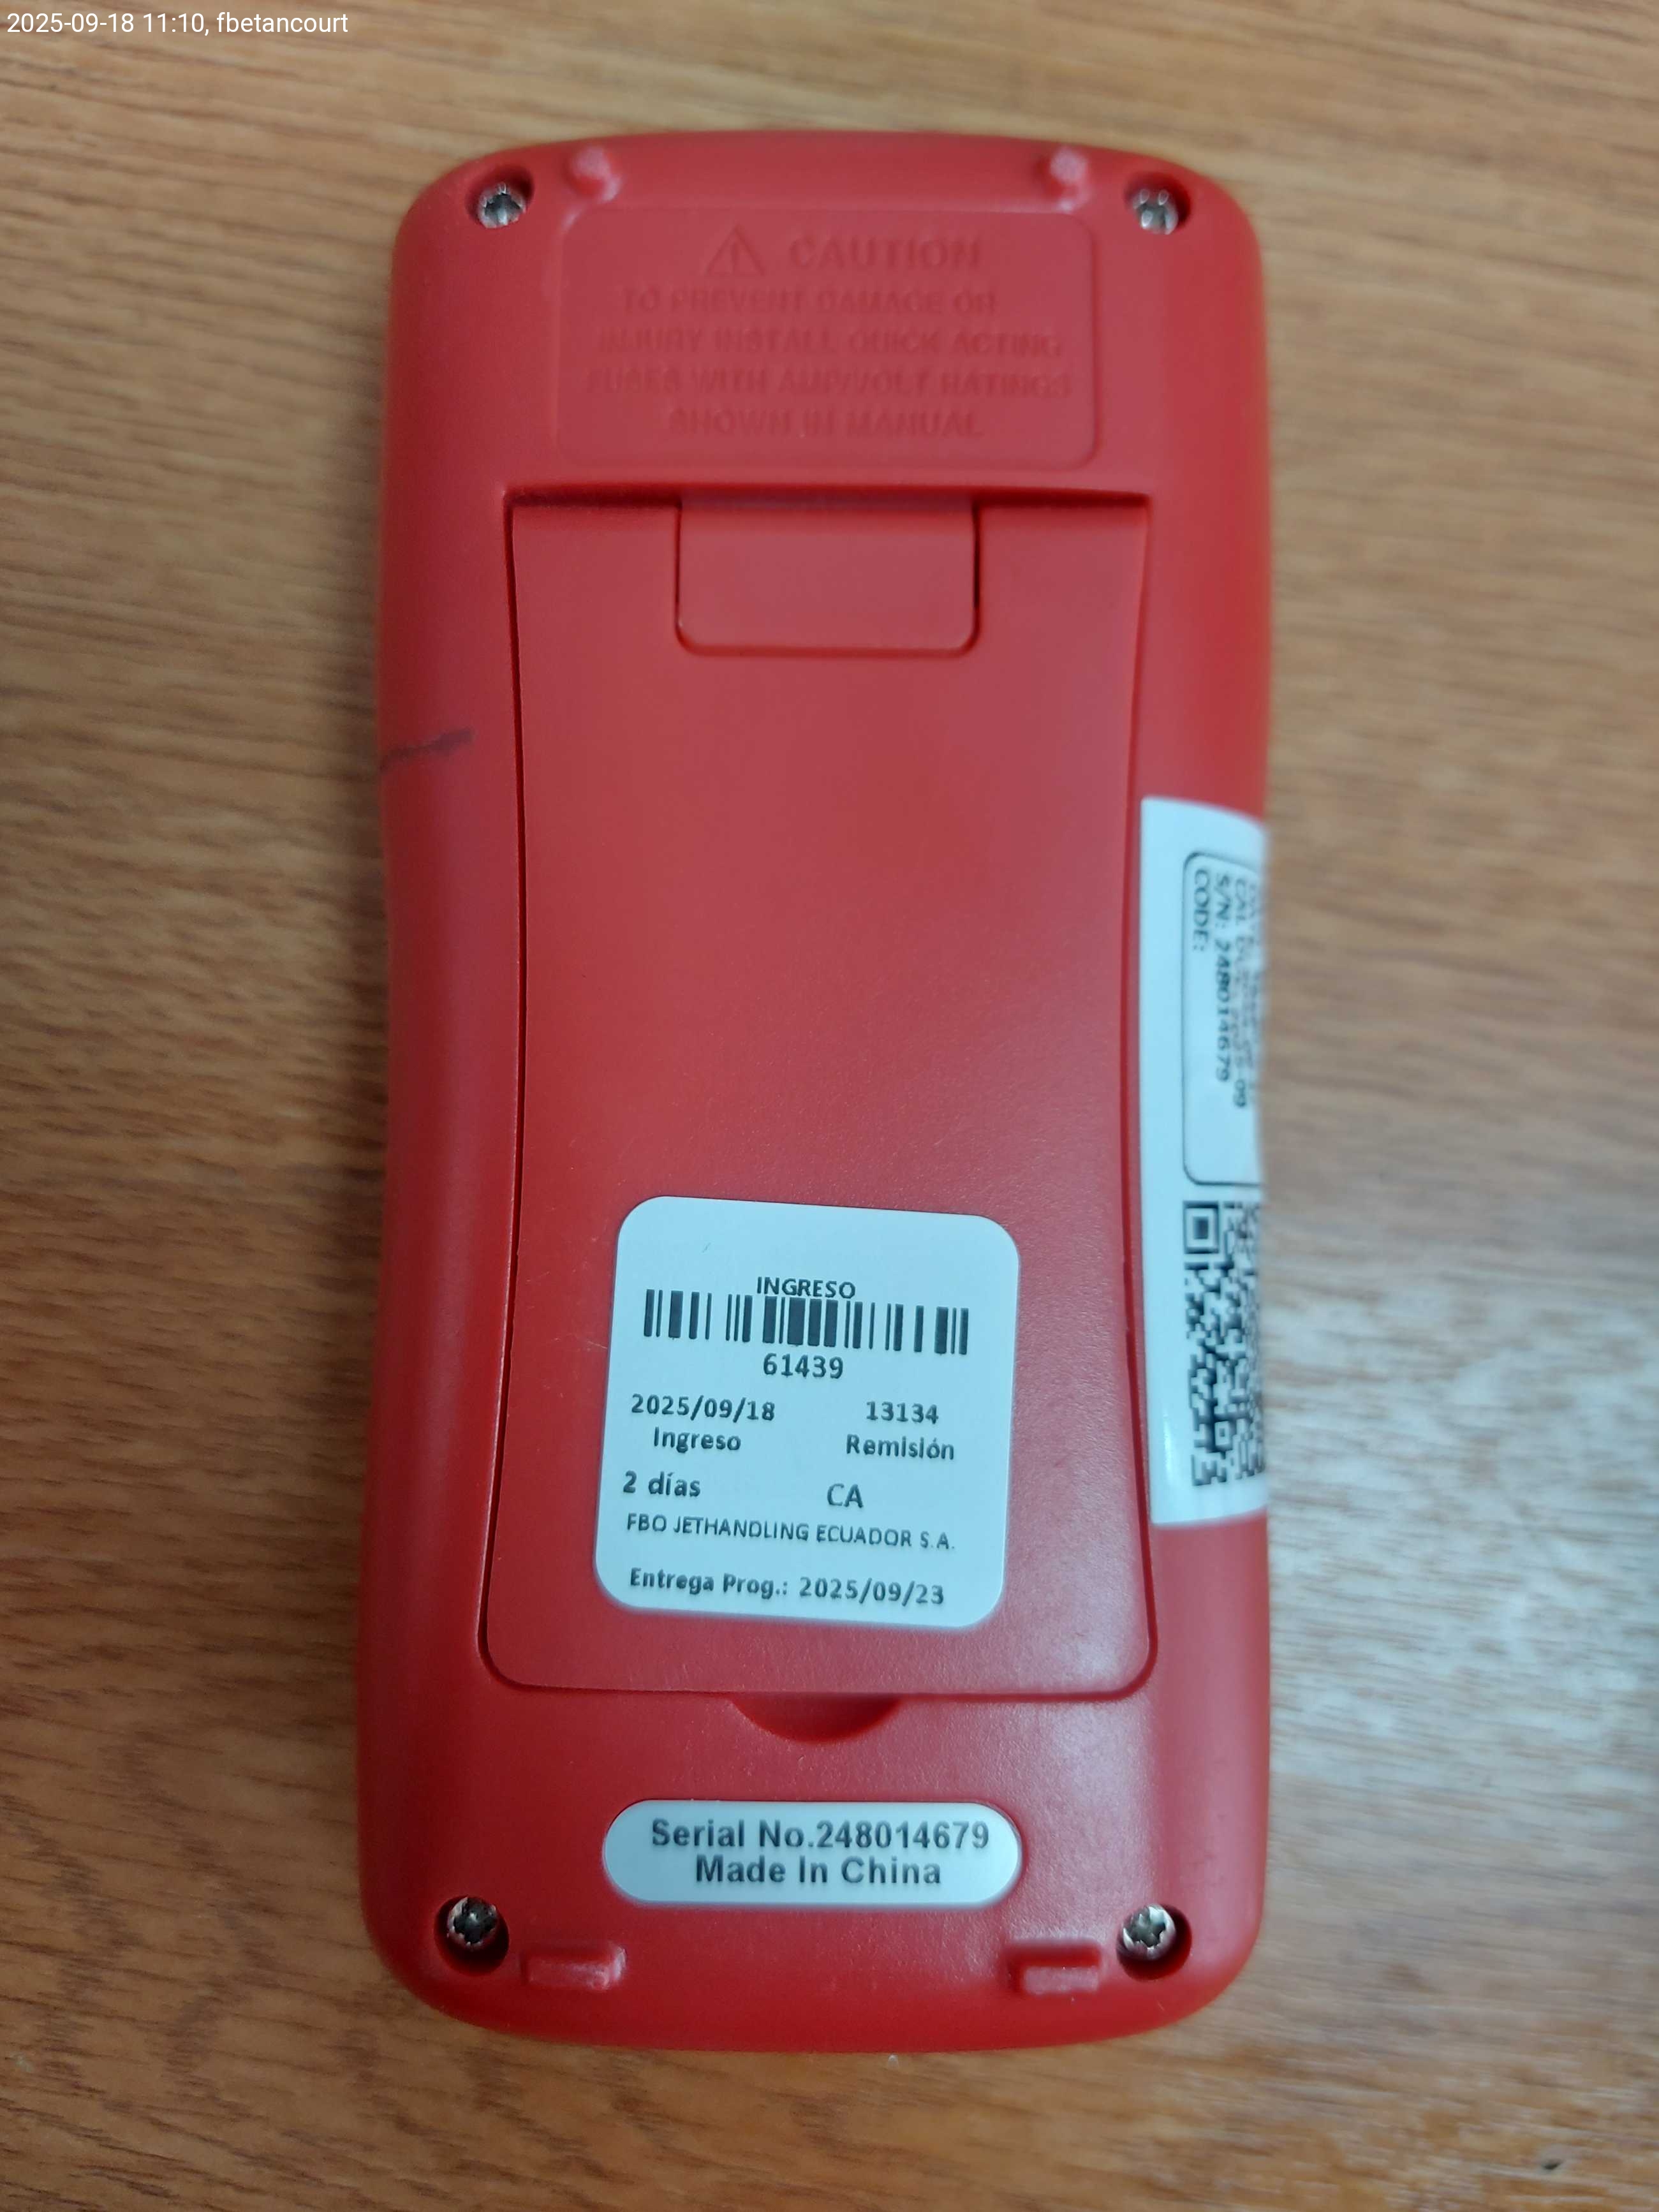 2025-09-18 11:10, fbetancourt
CAUTION
TO PREVENT DAMAGE OR
INJURY INSTALL QUICK ACTING
FUSES WITH AMP/VOLT RATINGS
SHOWN IN MANUAL
S/N: 248014679
CODE:
INGRESO
61439
2025/09/18 13134
Ingreso Remisión
2 días CA
FBO JETHANDLING ECUADOR S.A.
Entrega Prog.: 2025/09/23
Serial No.248014679
Made In China